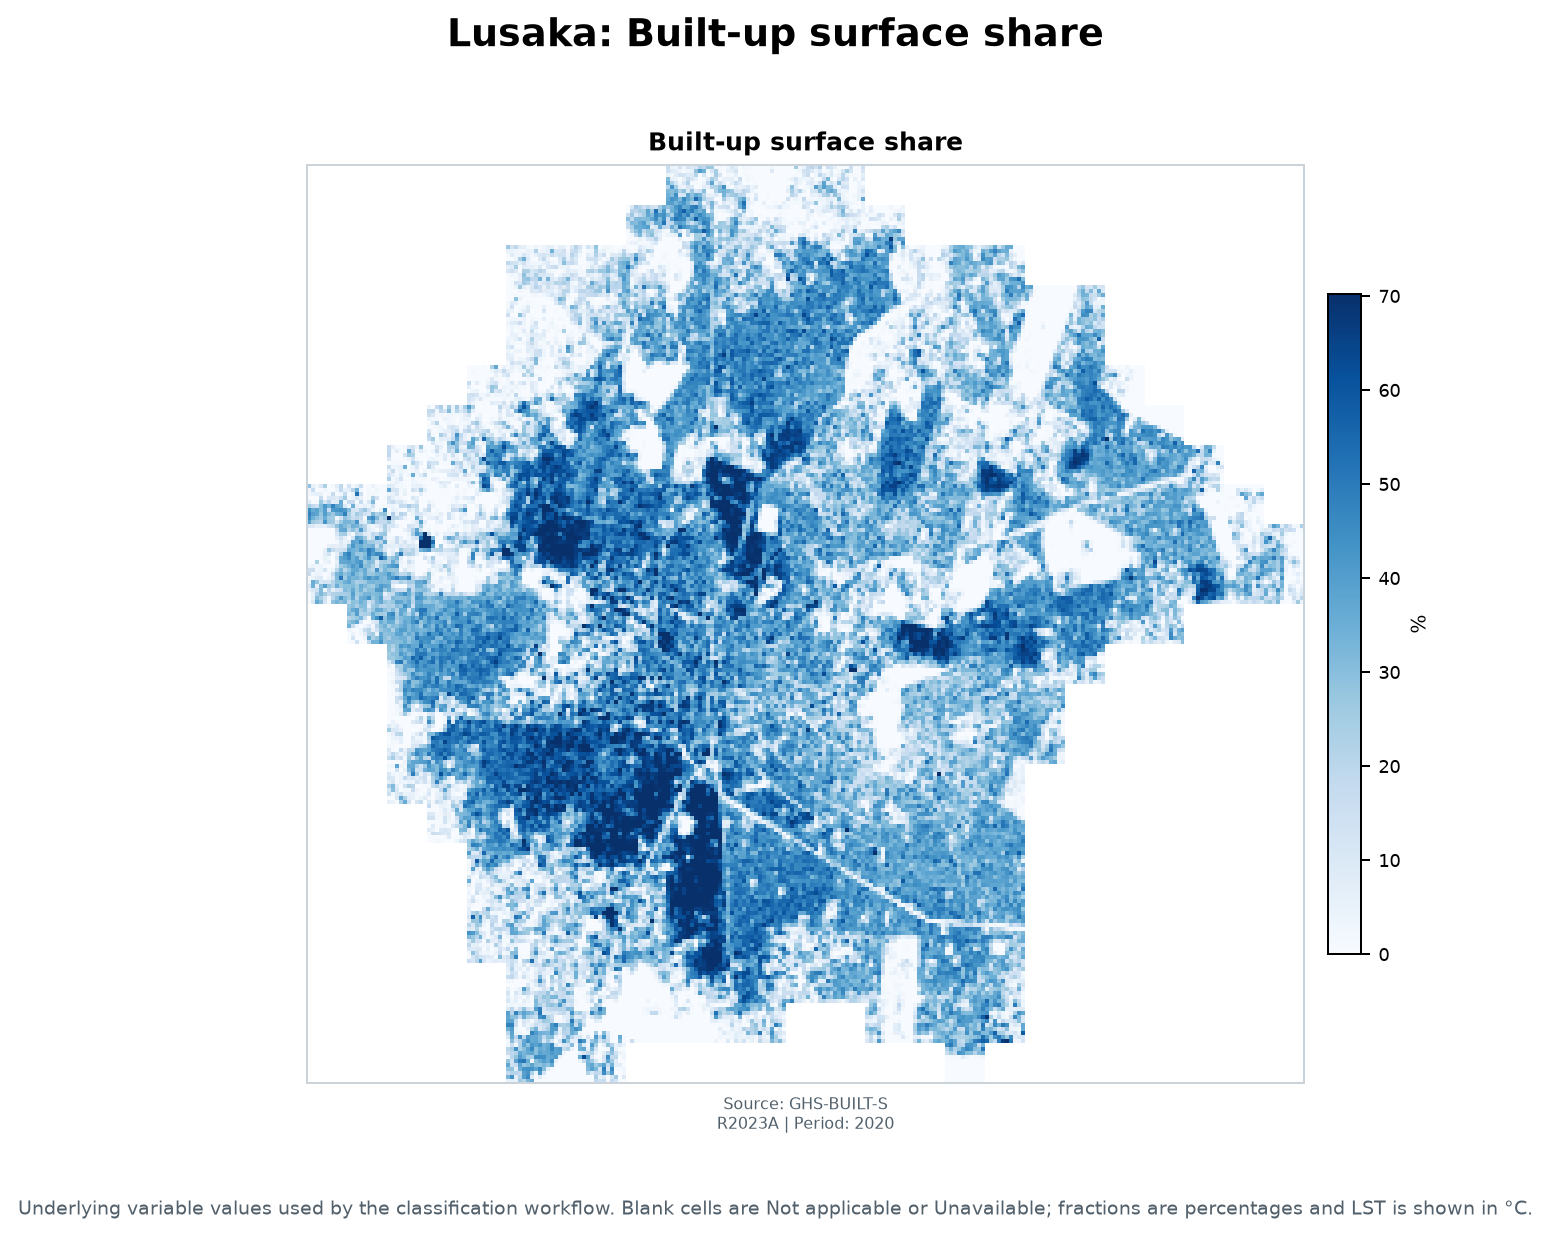 Lusaka: Built-up surface share
Built-up surface share
70
60
50
40
30
20
10
0
%
Source: GHS-BUILT-S
R2023A | Period: 2020
Underlying variable values used by the classification workflow. Blank cells are Not applicable or Unavailable; fractions are percentages and LST is shown in °C.